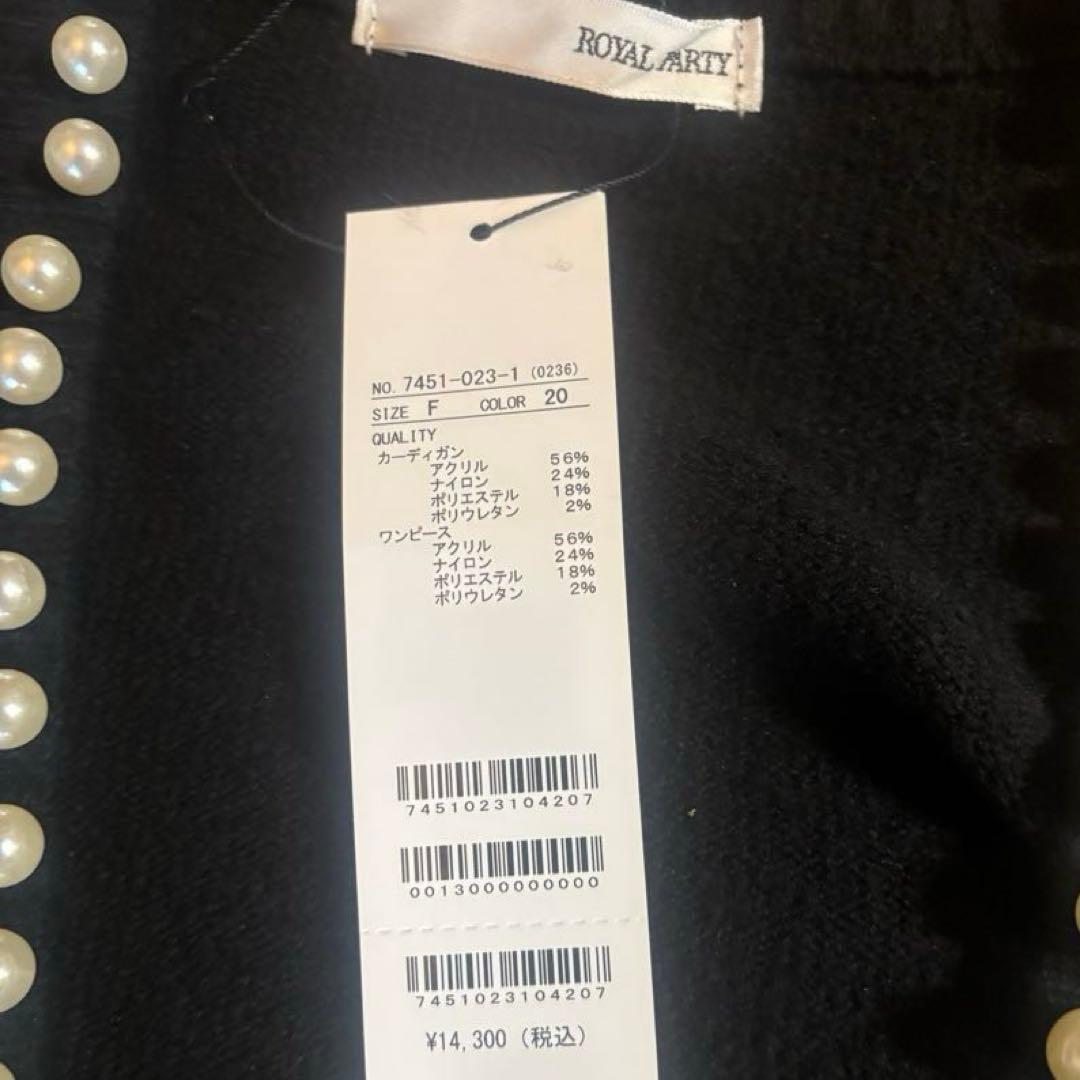 ROYAL PARTY
NO. 7451-023-1 (0236)
SIZE F COLOR 20
QUALITY
カーディガン
アクリル 56%
ナイロン 24%
ポリエステル 18%
ポリウレタン 2%
ワンピース
アクリル 56%
ナイロン 24%
ポリエステル 18%
ポリウレタン 2%
7451023104207
0013000000000
7451023104207
¥14,300 (税込)